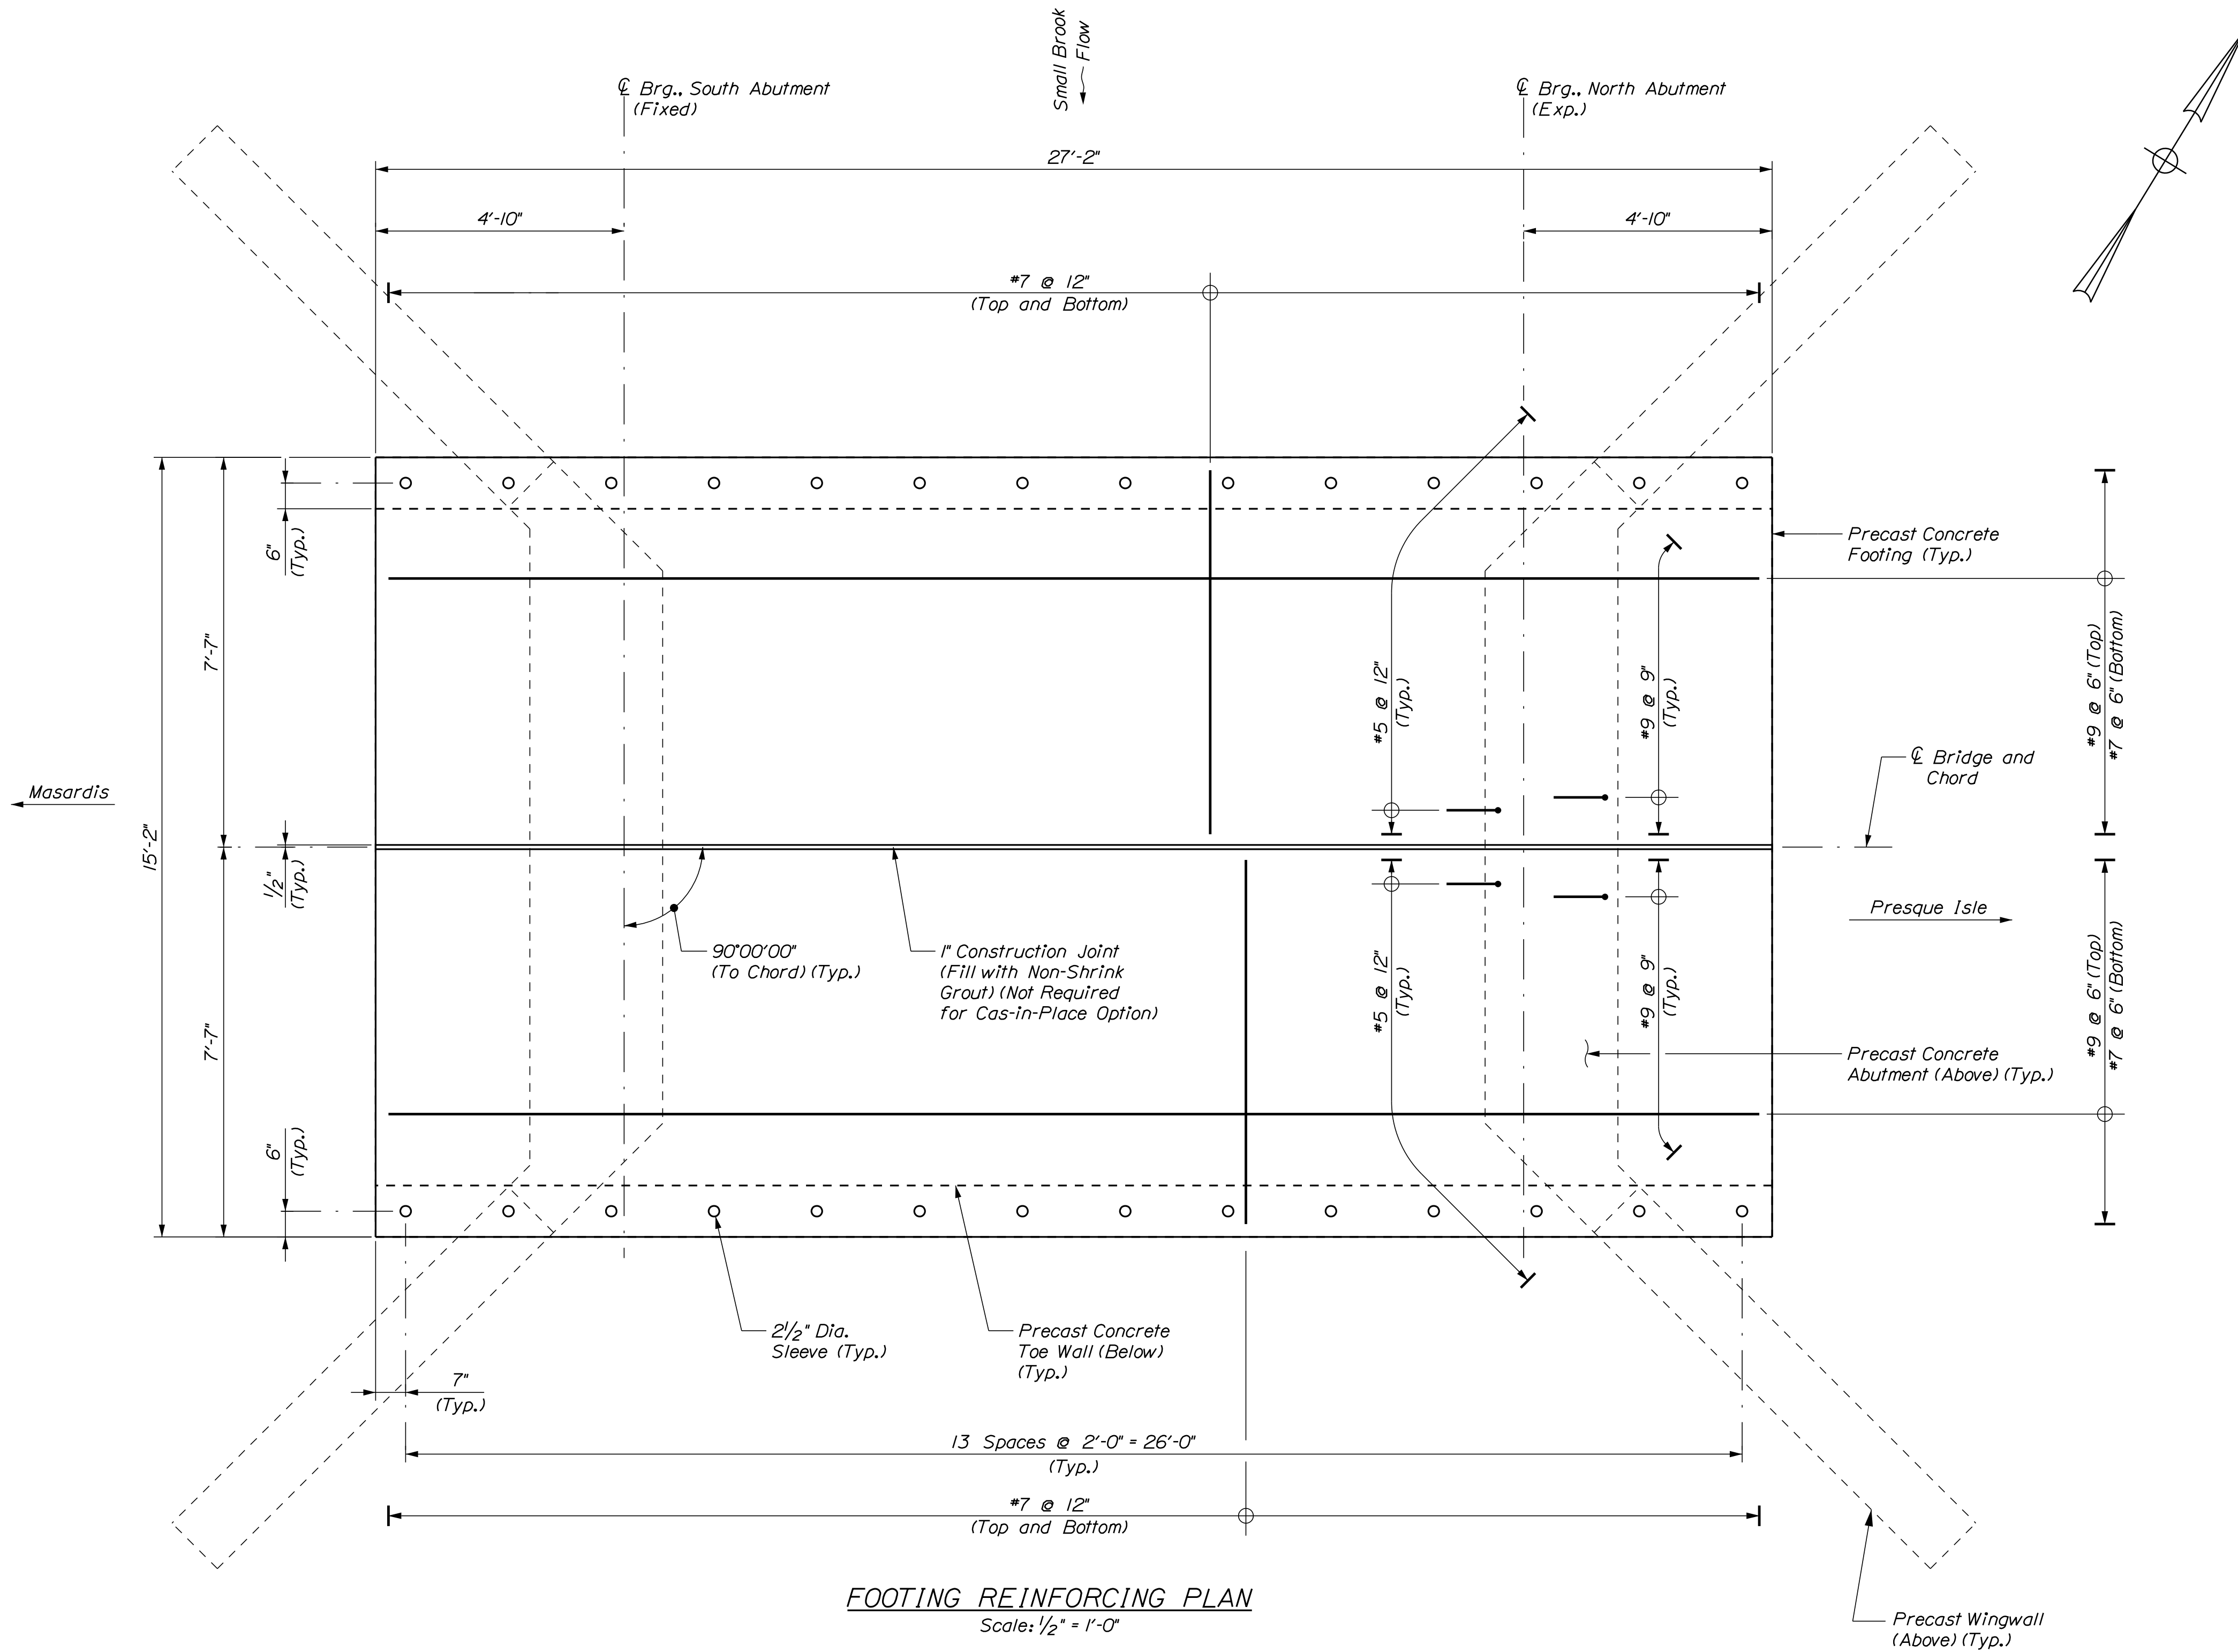 Small Brook
Flow
℄ Brg., South Abutment
(Fixed)
℄ Brg., North Abutment
(Exp.)
27'-2"
4'-10"
4'-10"
#7 @ 12"
(Top and Bottom)
6"
(Typ.)
7'-7"
15'-2"
1/2"
(Typ.)
7'-7"
6"
(Typ.)
Masardis
#5 @ 12"
(Typ.)
#9 @ 9"
(Typ.)
#5 @ 12"
(Typ.)
#9 @ 9"
(Typ.)
Precast Concrete
Footing (Typ.)
#9 @ 6" (Top)
#7 @ 6" (Bottom)
℄ Bridge and
Chord
Presque Isle
#9 @ 6" (Top)
#7 @ 6" (Bottom)
90°00'00"
(To Chord) (Typ.)
1" Construction Joint
(Fill with Non-Shrink
Grout) (Not Required
for Cas-in-Place Option)
Precast Concrete
Abutment (Above) (Typ.)
2 1/2" Dia.
Sleeve (Typ.)
Precast Concrete
Toe Wall (Below)
(Typ.)
7"
(Typ.)
13 Spaces @ 2'-0" = 26'-0"
(Typ.)
#7 @ 12"
(Top and Bottom)
FOOTING REINFORCING PLAN
Scale: 1/2" = 1'-0"
Precast Wingwall
(Above) (Typ.)